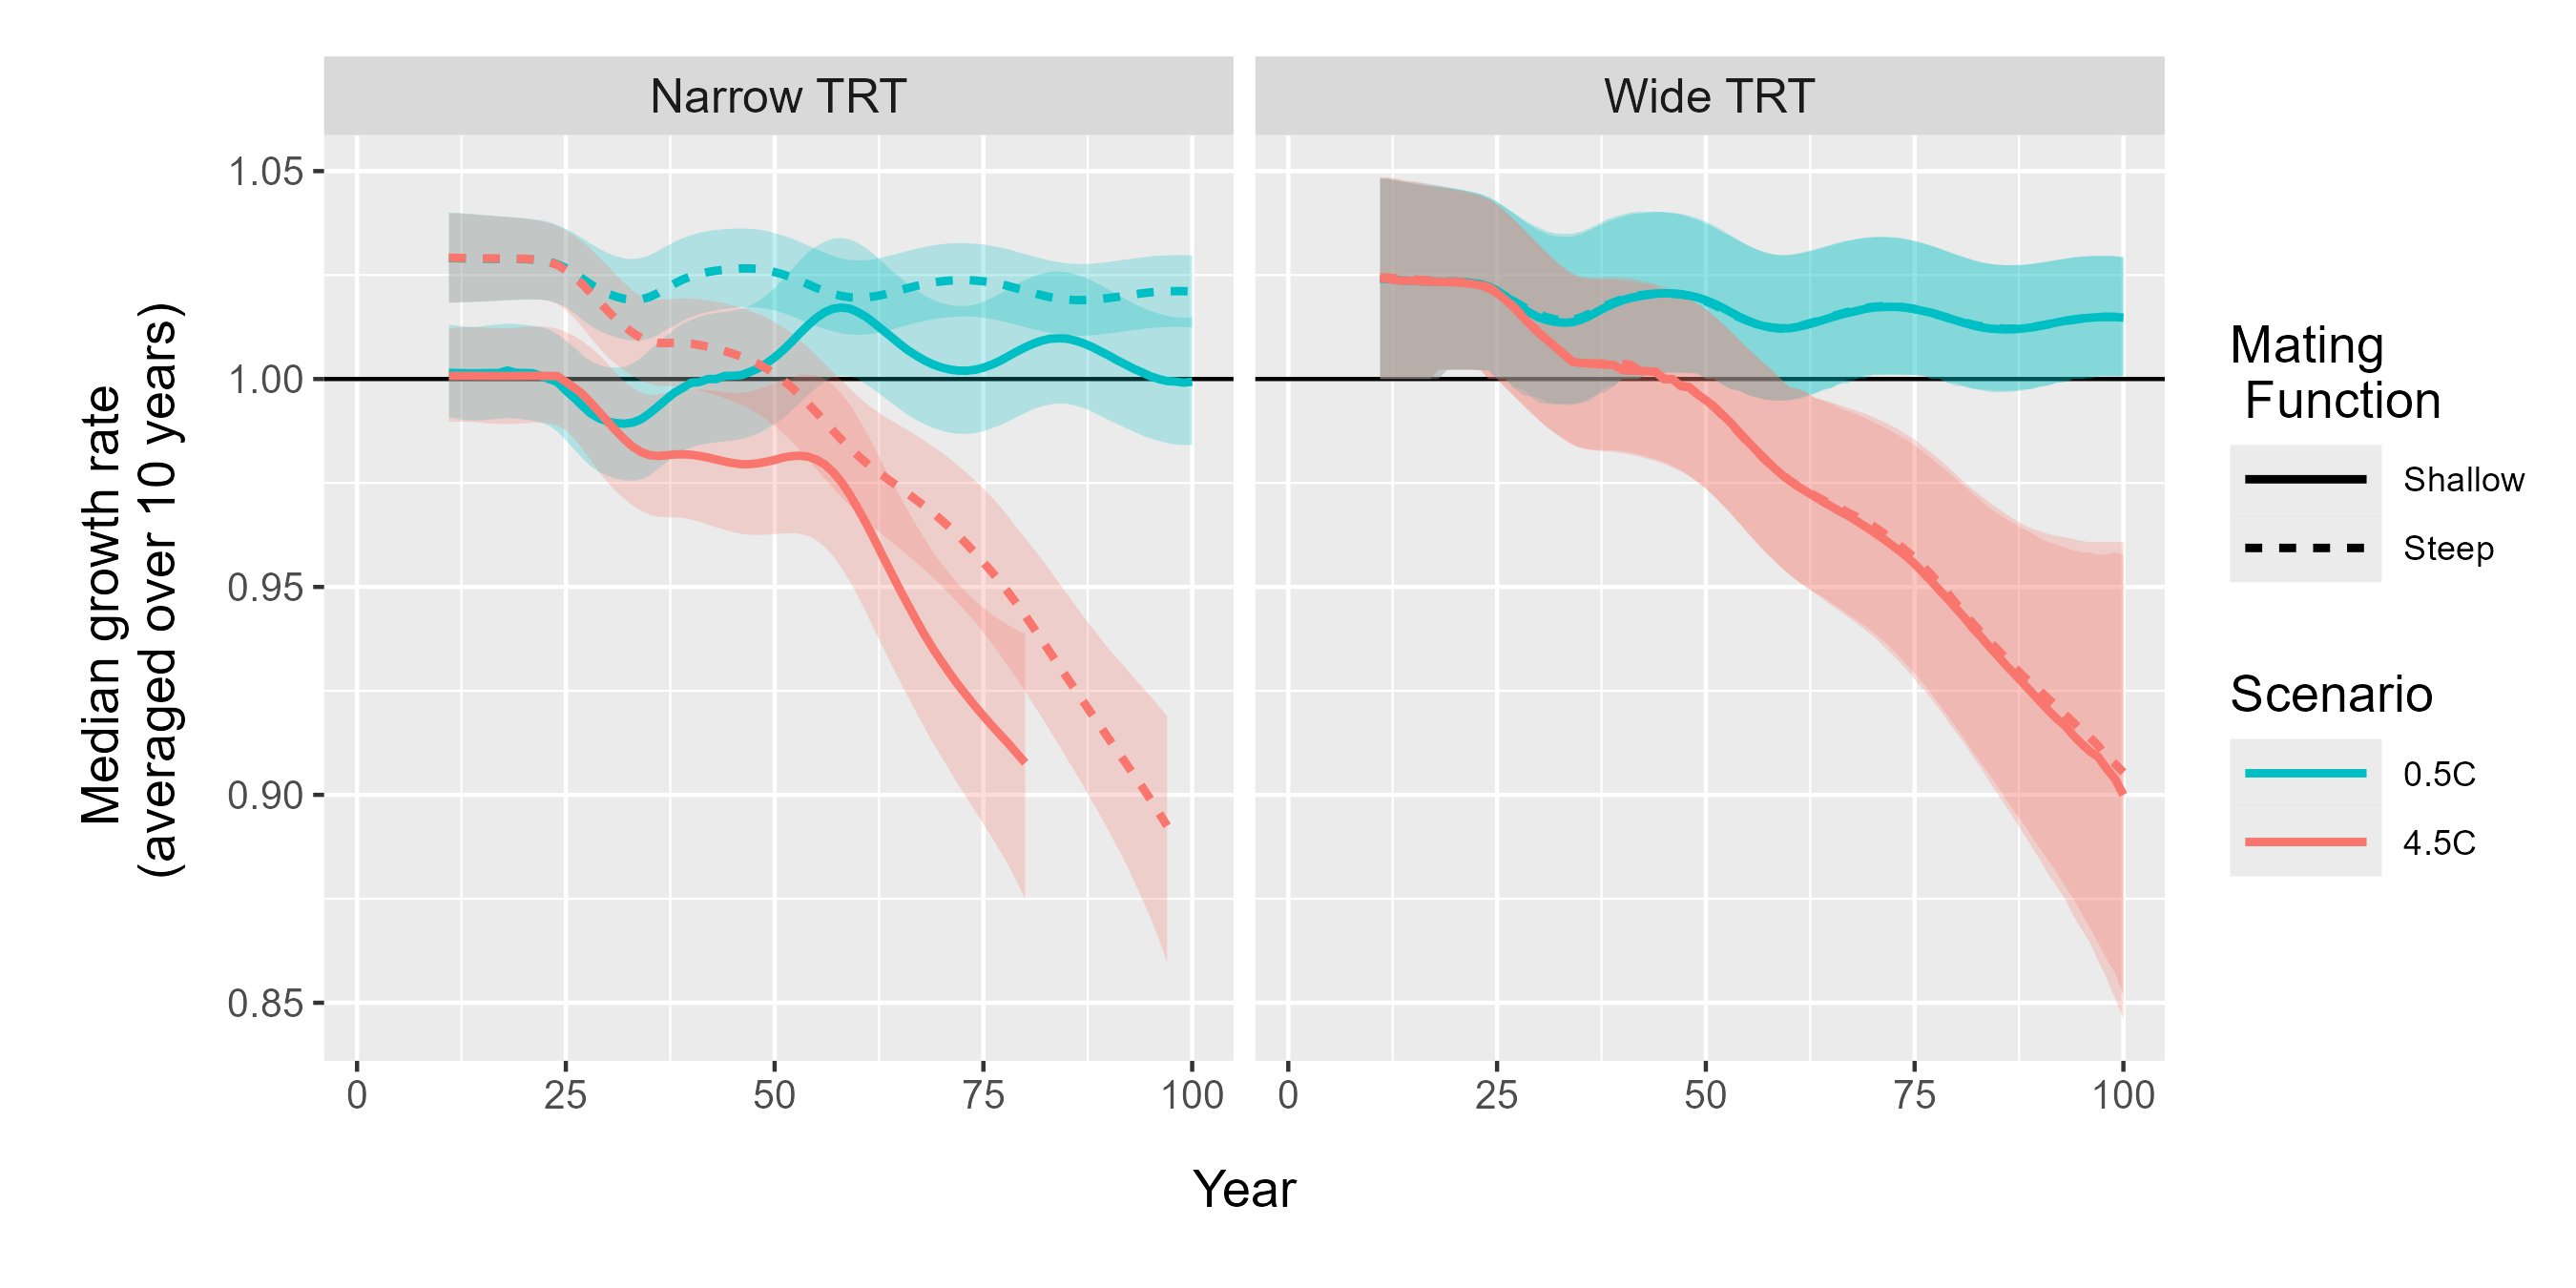 Narrow TRT
Wide TRT
Median growth rate
(averaged over 10 years)
1.05
1.00
0.95
0.90
0.85
0
25
50
75
100
0
25
50
75
100
Year
Mating
Function
Shallow
Steep
Scenario
0.5C
4.5C